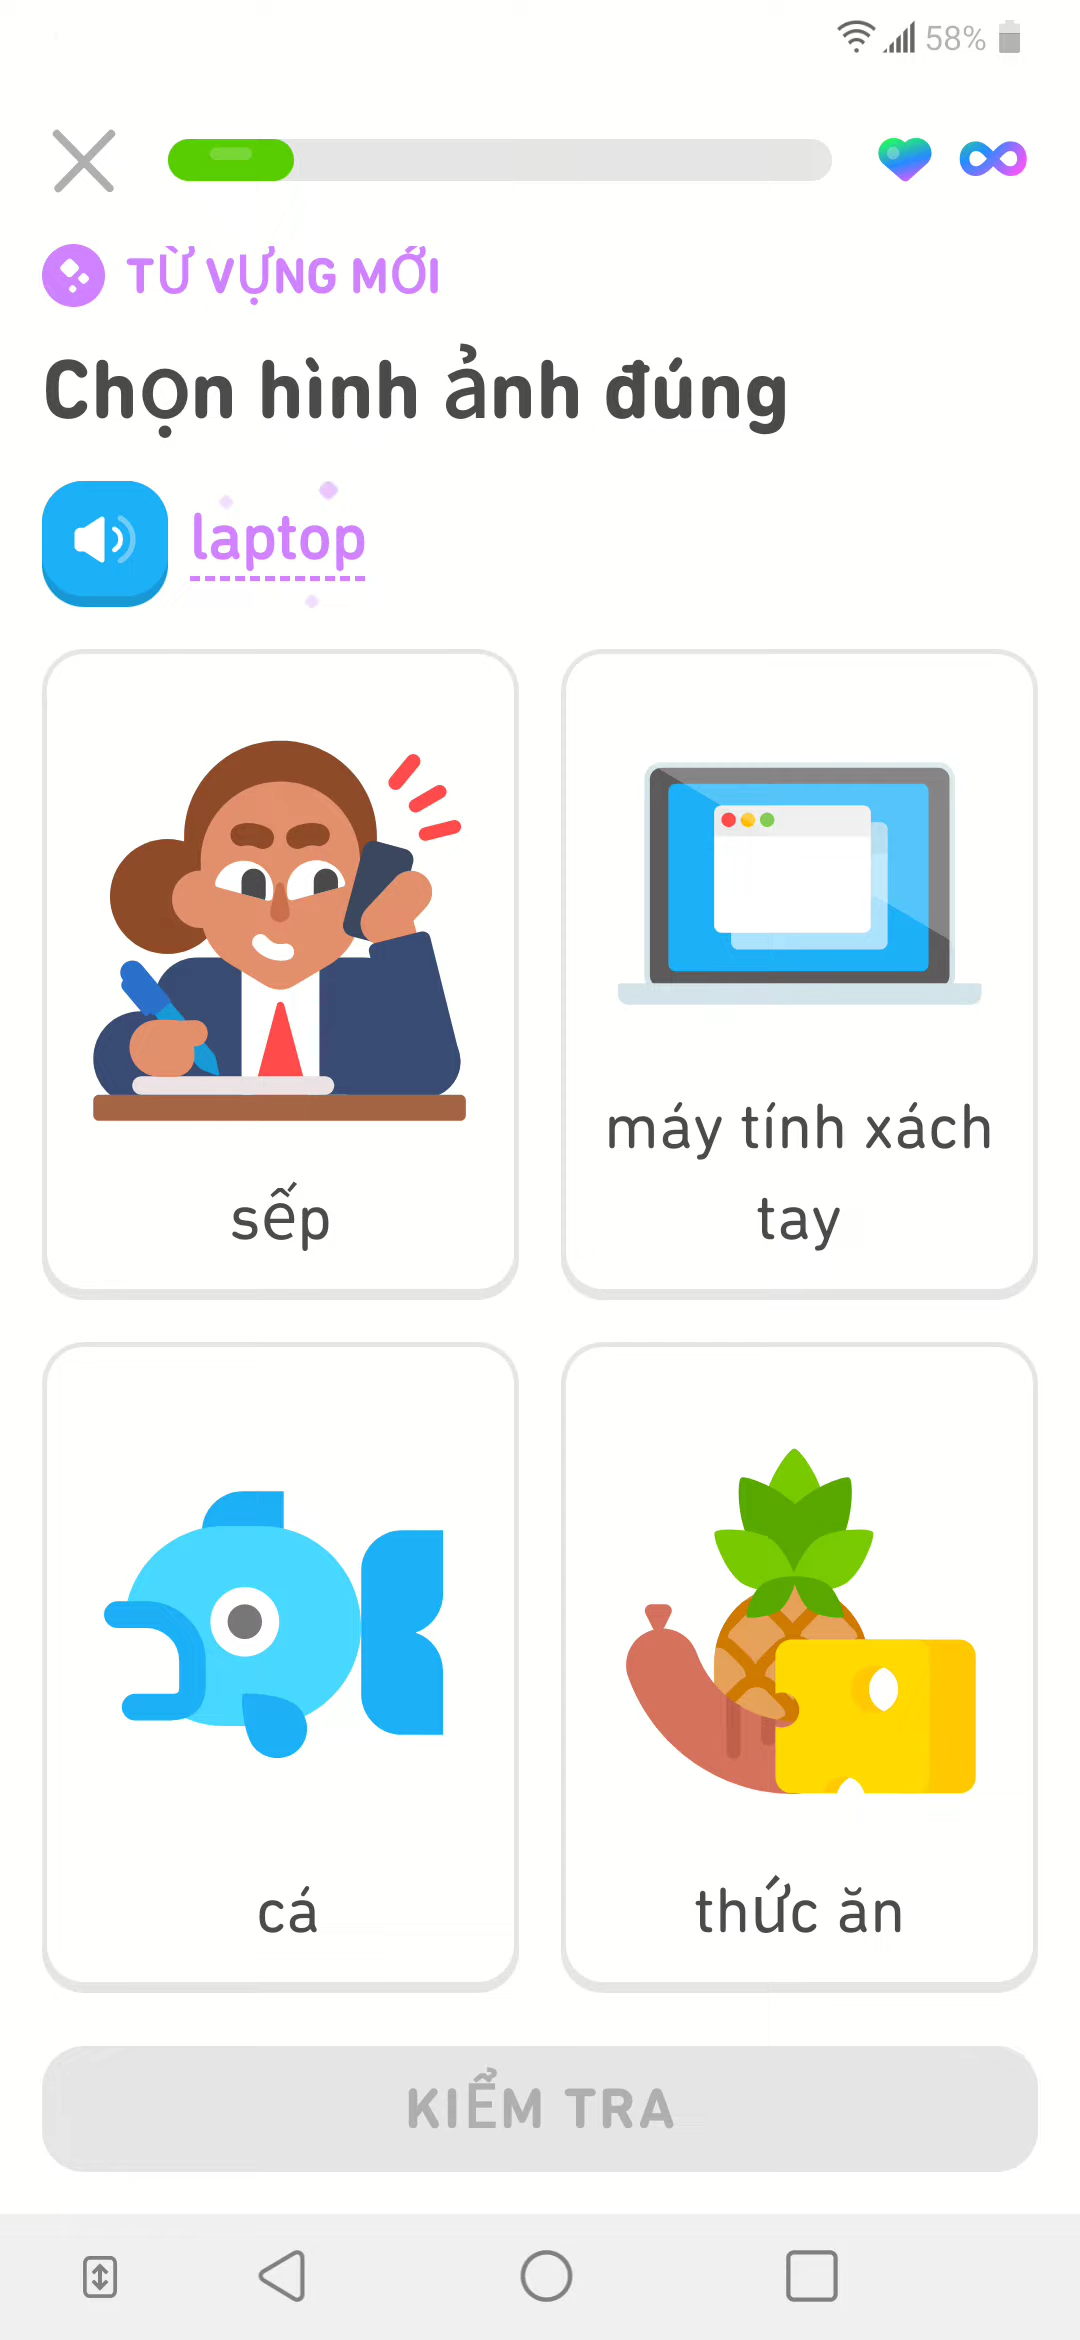 58%
TỪ VỰNG MỚI
Chọn hình ảnh đúng
laptop
sếp
máy tính xách
tay
cá
thức ăn
KIỂM TRA